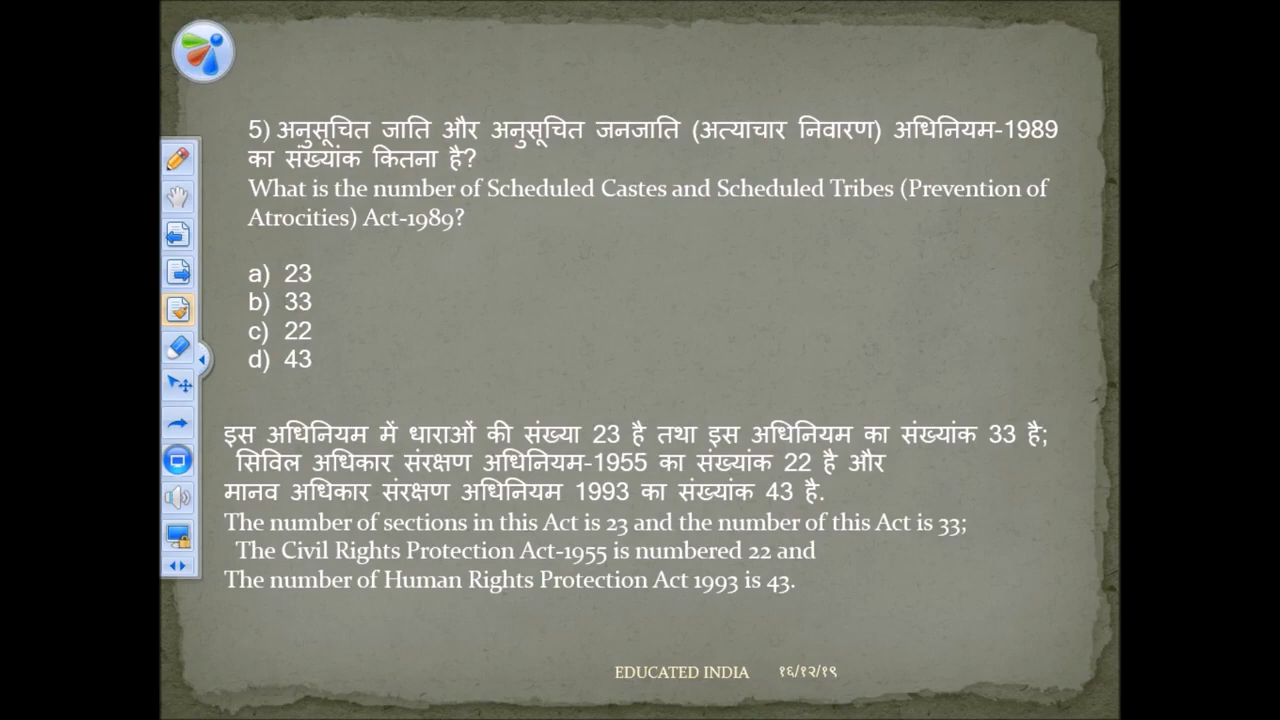 5) अनुसूचित जाति और अनुसूचित जनजाति (अत्याचार निवारण) अधिनियम-1989
का संख्यांक कितना है?
What is the number of Scheduled Castes and Scheduled Tribes (Prevention of
Atrocities) Act-1989?
a) 23
b) 33
c) 22
d) 43
इस अधिनियम में धाराओं की संख्या 23 है तथा इस अधिनियम का संख्यांक 33 है;
सिविल अधिकार संरक्षण अधिनियम-1955 का संख्यांक 22 है और
मानव अधिकार संरक्षण अधिनियम 1993 का संख्यांक 43 है.
The number of sections in this Act is 23 and the number of this Act is 33;
The Civil Rights Protection Act-1955 is numbered 22 and
The number of Human Rights Protection Act 1993 is 43.
EDUCATED INDIA १६/१२/१९